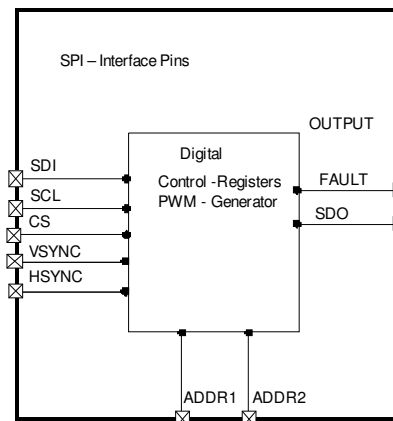 SPI – Interface Pins
OUTPUT
SDI
SCL
CS
VSYNC
HSYNC
Digital
Control -Registers
PWM - Generator
FAULT
SDO
ADDR1
ADDR2